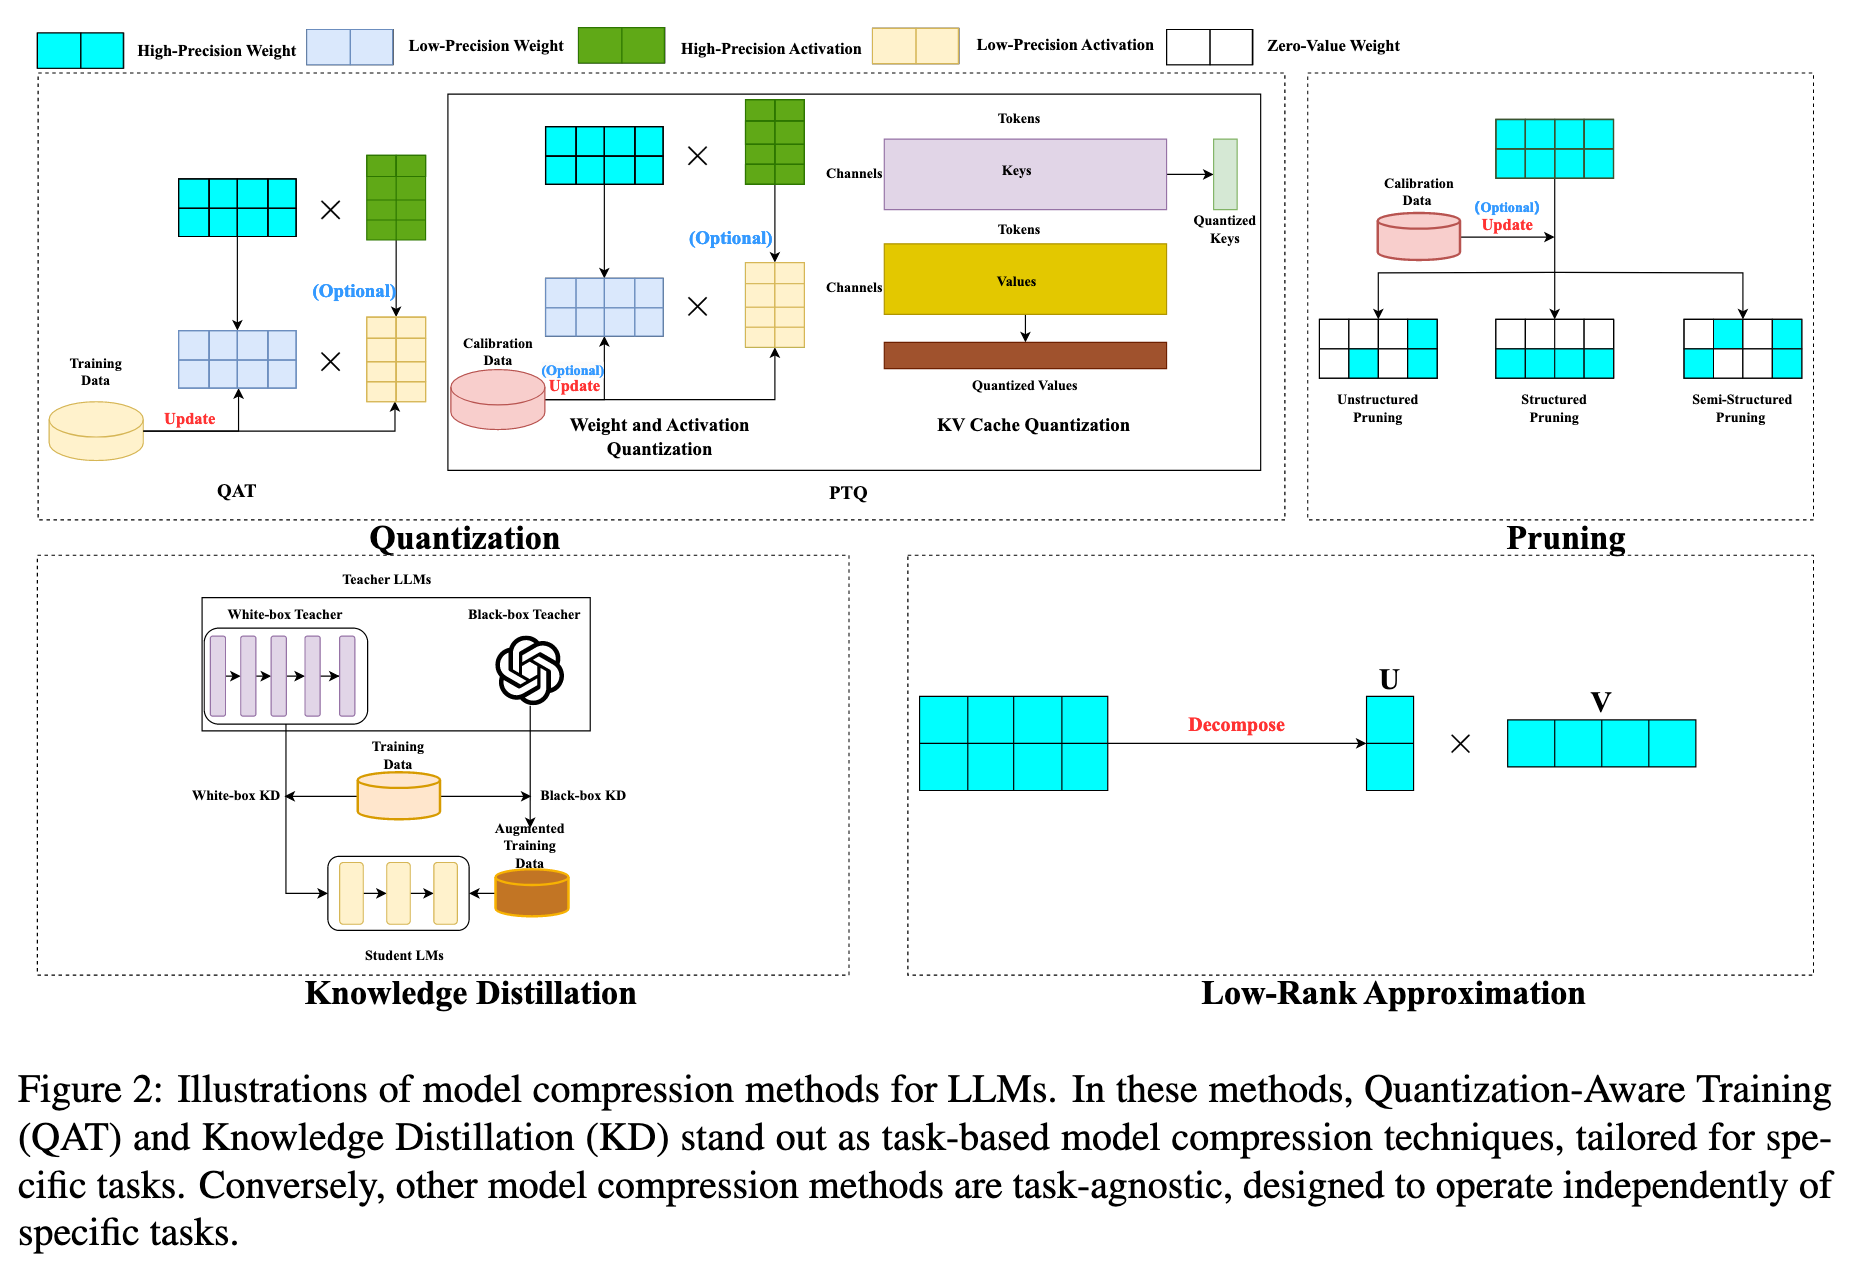 High-Precision Weight
Low-Precision Weight
High-Precision Activation
Low-Precision Activation
Zero-Value Weight
(Optional)
Training
Data
Update
QAT
(Optional)
Calibration
Data
(Optional)
Update
Weight and Activation
Quantization
Tokens
Channels
Keys
Quantized
Keys
Tokens
Channels
Values
Quantized Values
KV Cache Quantization
PTQ
Quantization
Calibration
Data
(Optional)
Update
Unstructured
Pruning
Structured
Pruning
Semi-Structured
Pruning
Pruning
Teacher LLMs
White-box Teacher
Black-box Teacher
Training
Data
White-box KD
Black-box KD
Augmented
Training
Data
Student LMs
Knowledge Distillation
Decompose
U
V
Low-Rank Approximation
Figure 2: Illustrations of model compression methods for LLMs. In these methods, Quantization-Aware Training
(QAT) and Knowledge Distillation (KD) stand out as task-based model compression techniques, tailored for spe-
cific tasks. Conversely, other model compression methods are task-agnostic, designed to operate independently of
specific tasks.